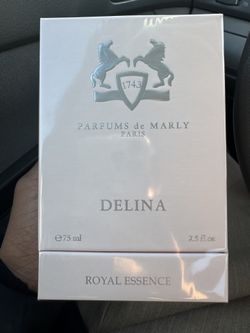 1743
PARFUMS de MARLY
PARIS
DELINA
℮75 ml 2.5 fl oz
ROYAL ESSENCE